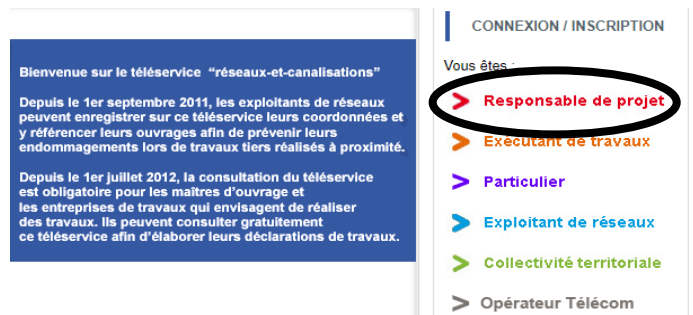 CONNEXION / INSCRIPTION
Bienvenue sur le téléservice "réseaux-et-canalisations"
Depuis le 1er septembre 2011, les exploitants de réseaux
peuvent enregistrer sur ce téléservice leurs coordonnées et
y référencer leurs ouvrages afin de prévenir leurs
endommagements lors de travaux tiers réalisés à proximité.
Depuis le 1er juillet 2012, la consultation du téléservice
est obligatoire pour les maîtres d'ouvrage et
les entreprises de travaux qui envisagent de réaliser
des travaux. Ils peuvent consulter gratuitement
ce téléservice afin d'élaborer leurs déclarations de travaux.
Vous êtes :
> Responsable de projet
> Exécutant de travaux
> Particulier
> Exploitant de réseaux
> Collectivité territoriale
> Opérateur Télécom